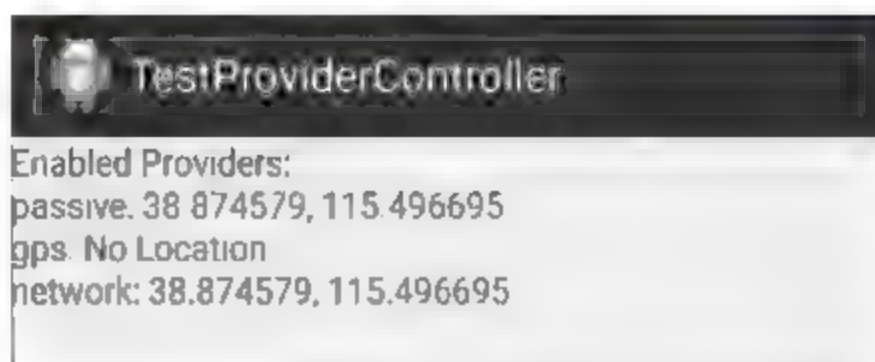 TestProviderController
Enabled Providers:
passive: 38.874579, 115.496695
gps: No Location
network: 38.874579, 115.496695